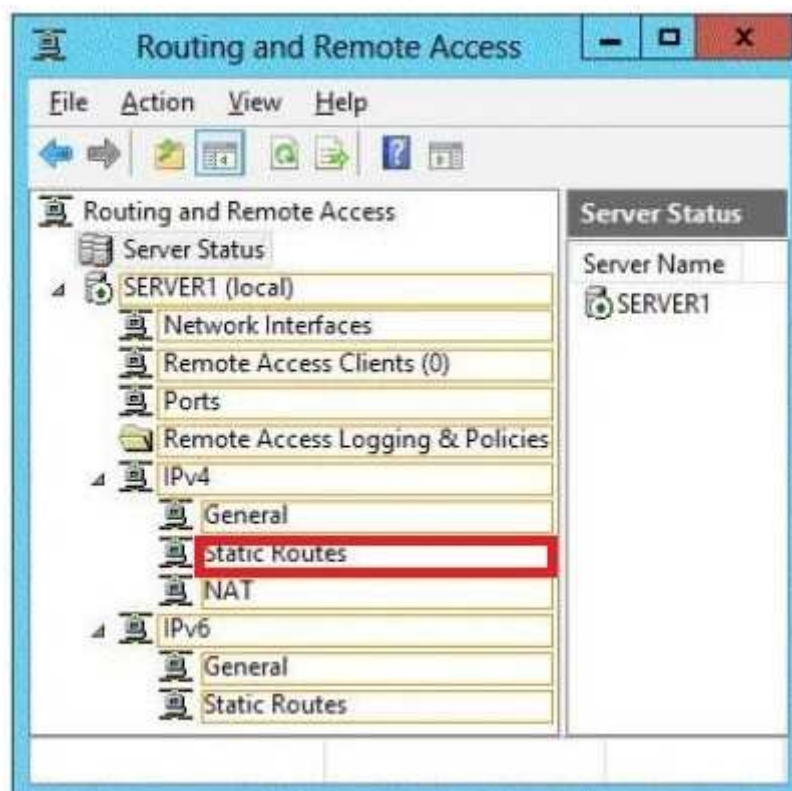 Routing and Remote Access
File Action View Help
Routing and Remote Access
Server Status
SERVER1 (local)
Network Interfaces
Remote Access Clients (0)
Ports
Remote Access Logging & Policies
IPv4
General
Static Routes
NAT
IPv6
General
Static Routes
Server Status
Server Name
SERVER1